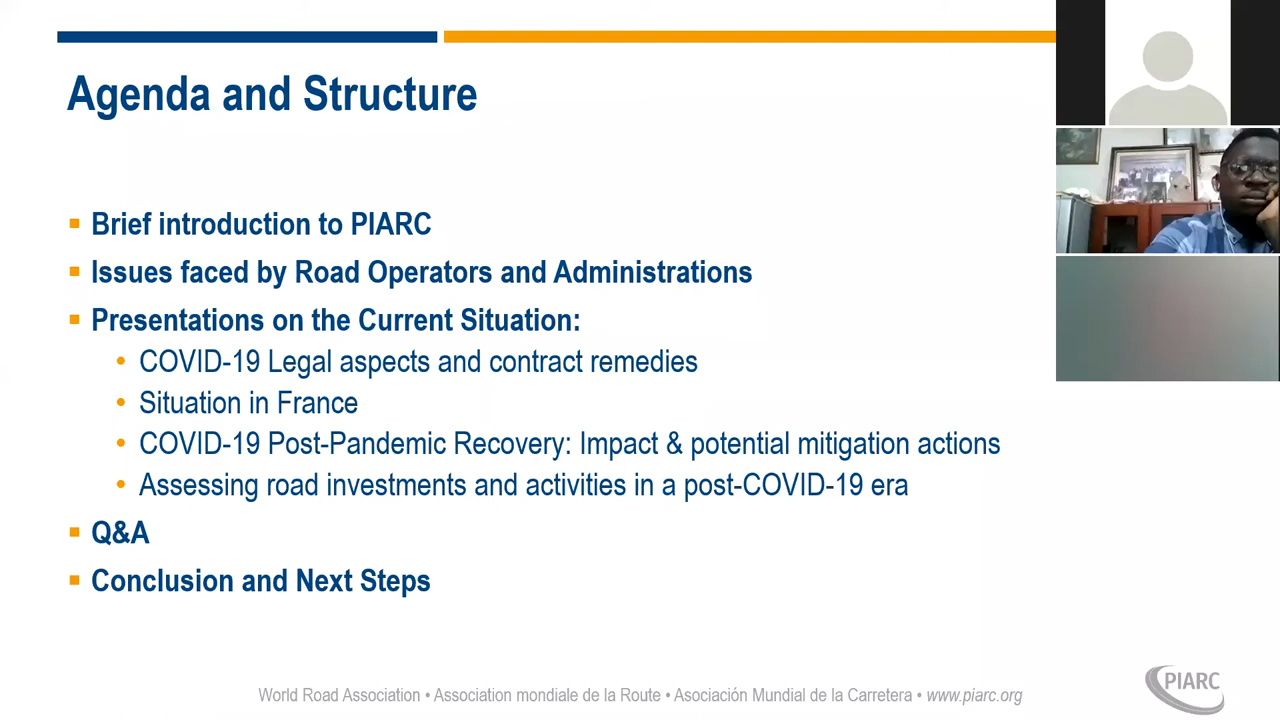 Agenda and Structure
Brief introduction to PIARC
Issues faced by Road Operators and Administrations
Presentations on the Current Situation:
COVID-19 Legal aspects and contract remedies
Situation in France
COVID-19 Post-Pandemic Recovery: Impact & potential mitigation actions
Assessing road investments and activities in a post-COVID-19 era
Q&A
Conclusion and Next Steps
World Road Association • Association mondiale de la Route • Asociación Mundial de la Carretera • www.piarc.org
PIARC